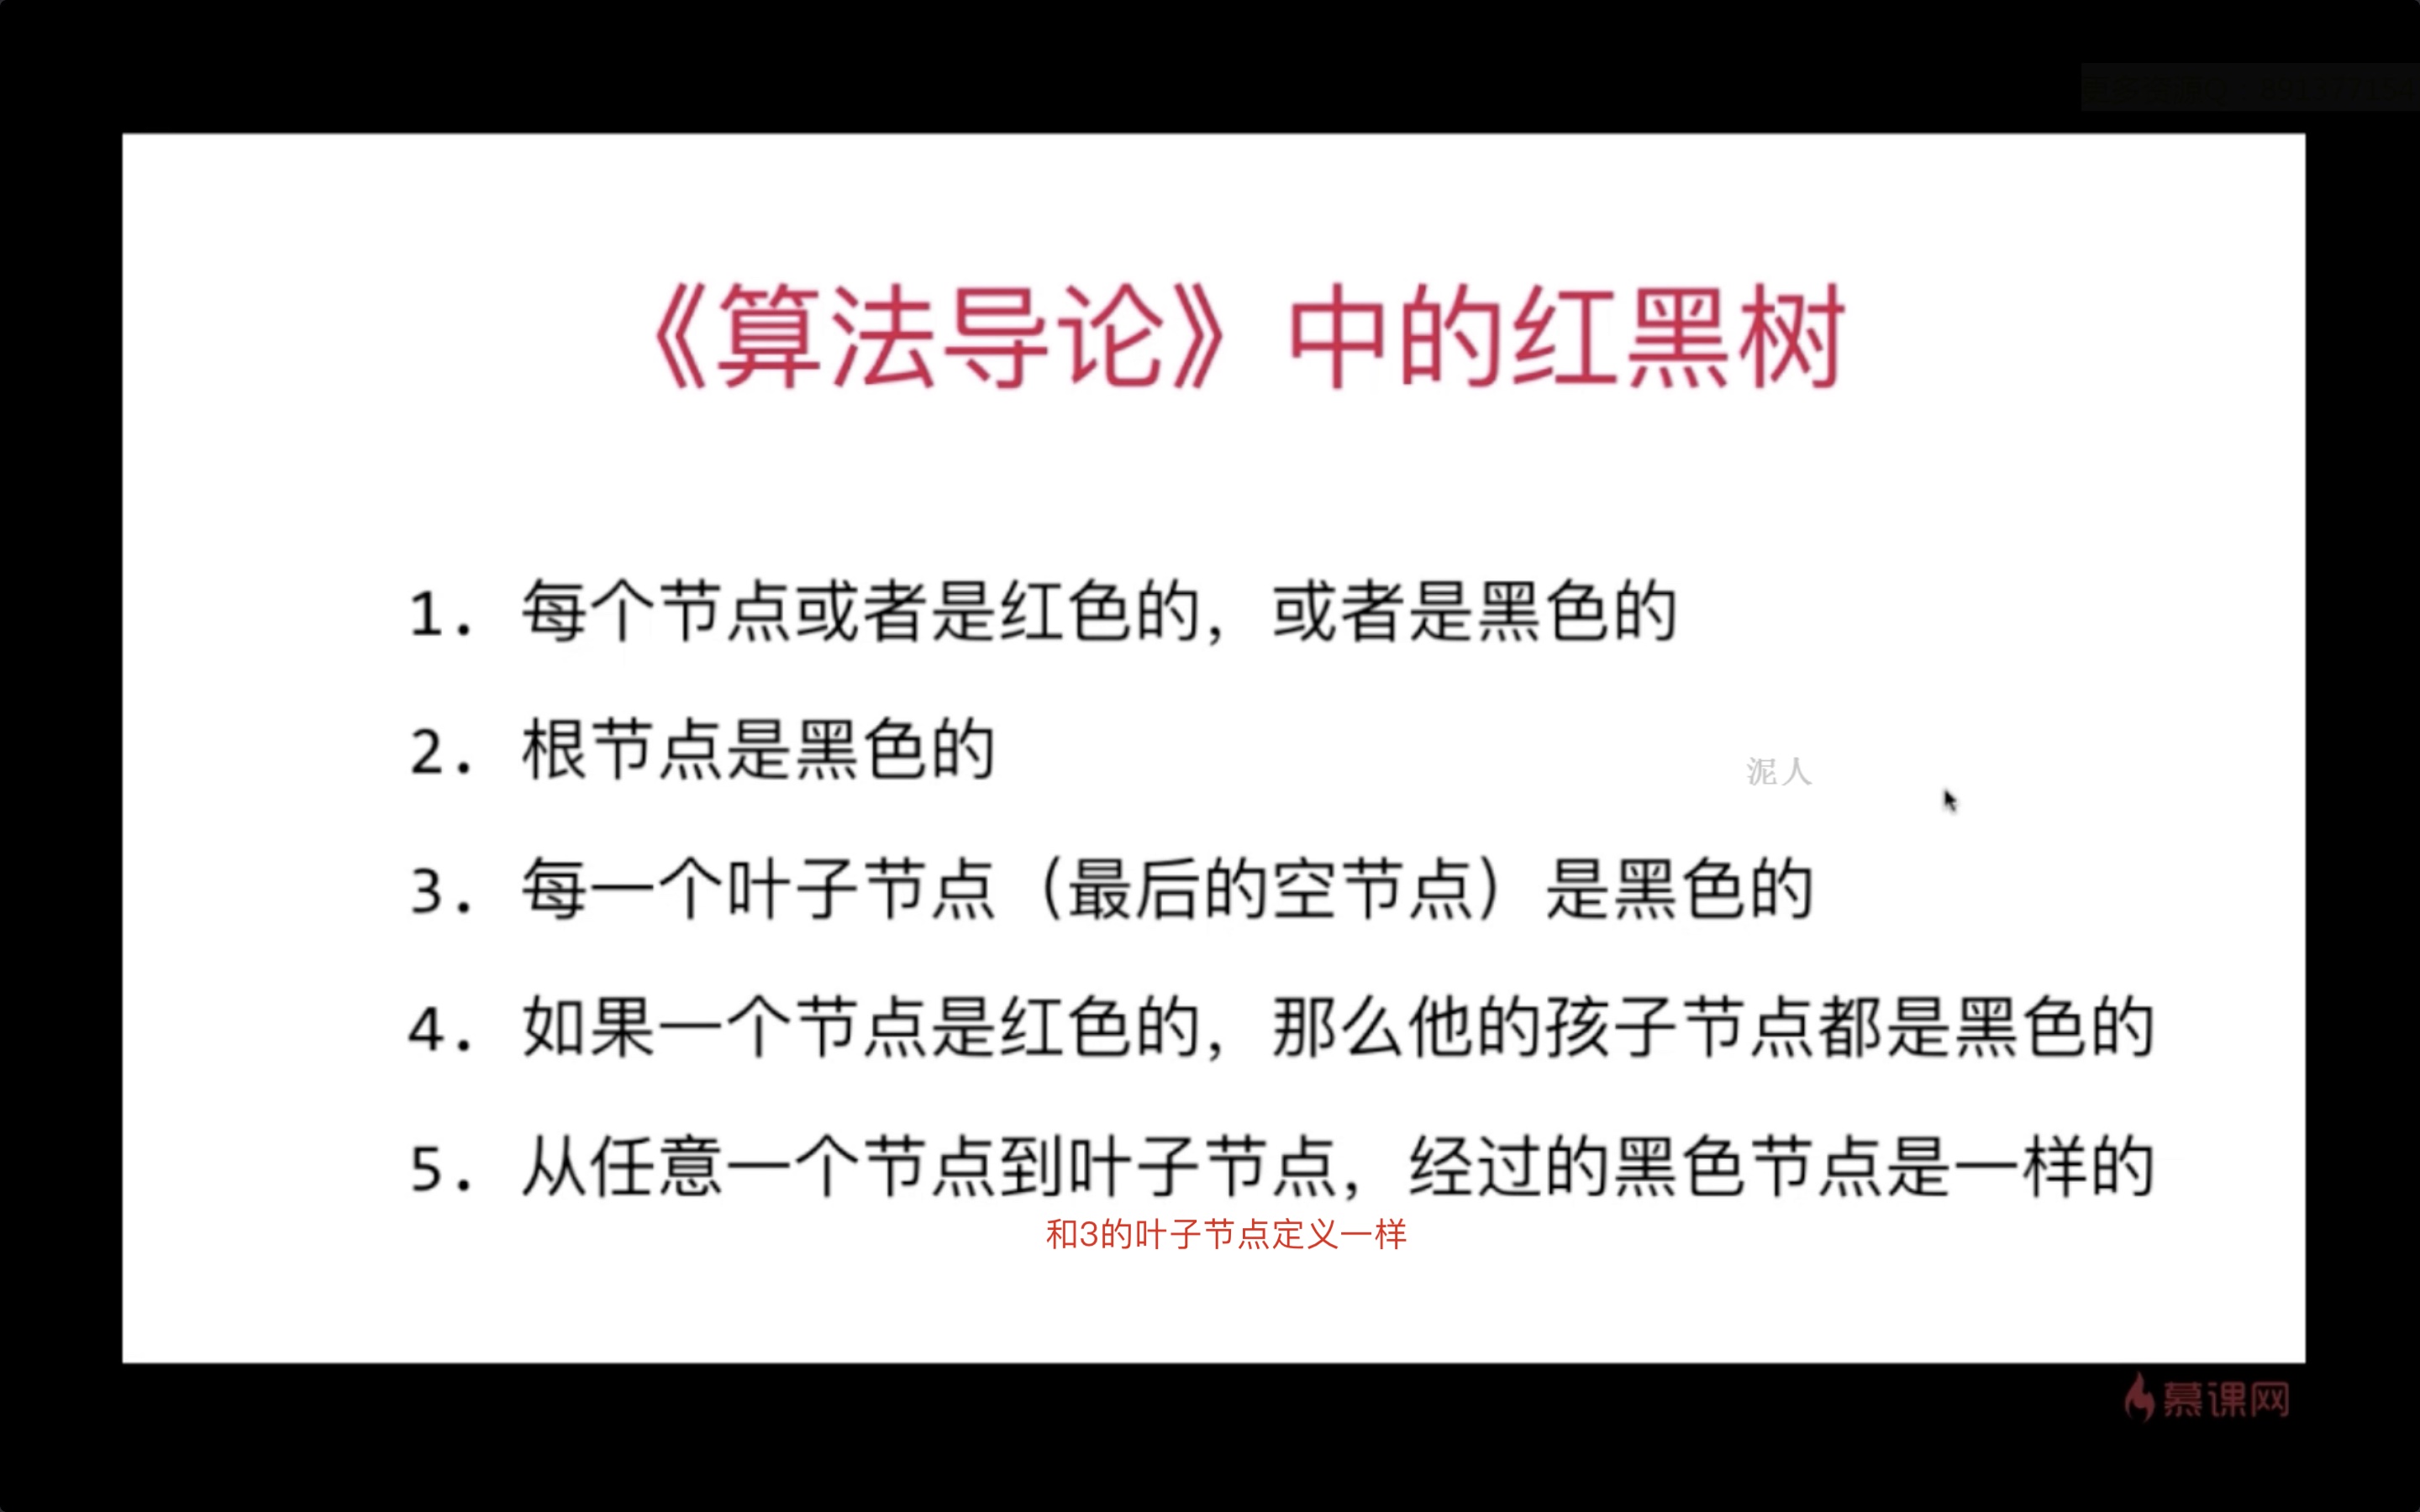 《算法导论》中的红黑树
1. 每个节点或者是红色的，或者是黑色的
2. 根节点是黑色的
泥人
3. 每一个叶子节点（最后的空节点）是黑色的
4. 如果一个节点是红色的，那么他的孩子节点都是黑色的
5. 从任意一个节点到叶子节点，经过的黑色节点是一样的
和3的叶子节点定义一样
慕课网